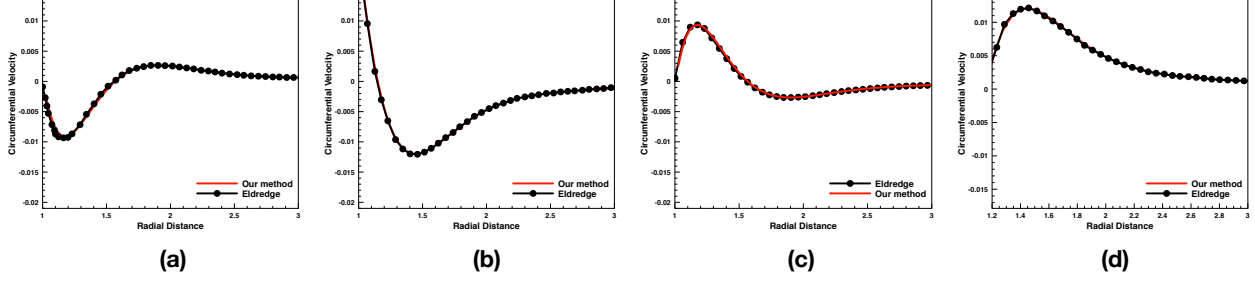 0.01
0.005
0
-0.005
-0.01
-0.015
-0.02
Circumferential Velocity
1
1.5
2
2.5
3
Radial Distance
Our method
Eldredge
(a)
0.01
0.005
0
-0.005
-0.01
-0.015
-0.02
Circumferential Velocity
1
1.5
2
2.5
3
Radial Distance
Our method
Eldredge
(b)
0.01
0.005
0
-0.005
-0.01
-0.015
-0.02
Circumferential Velocity
1
1.5
2
2.5
3
Radial Distance
Eldredge
Our method
(c)
0.01
0.005
0
-0.005
-0.01
-0.015
Circumferential Velocity
1.2
1.4
1.6
1.8
2
2.2
2.4
2.6
2.8
3
Radial Distance
Our method
Eldredge
(d)